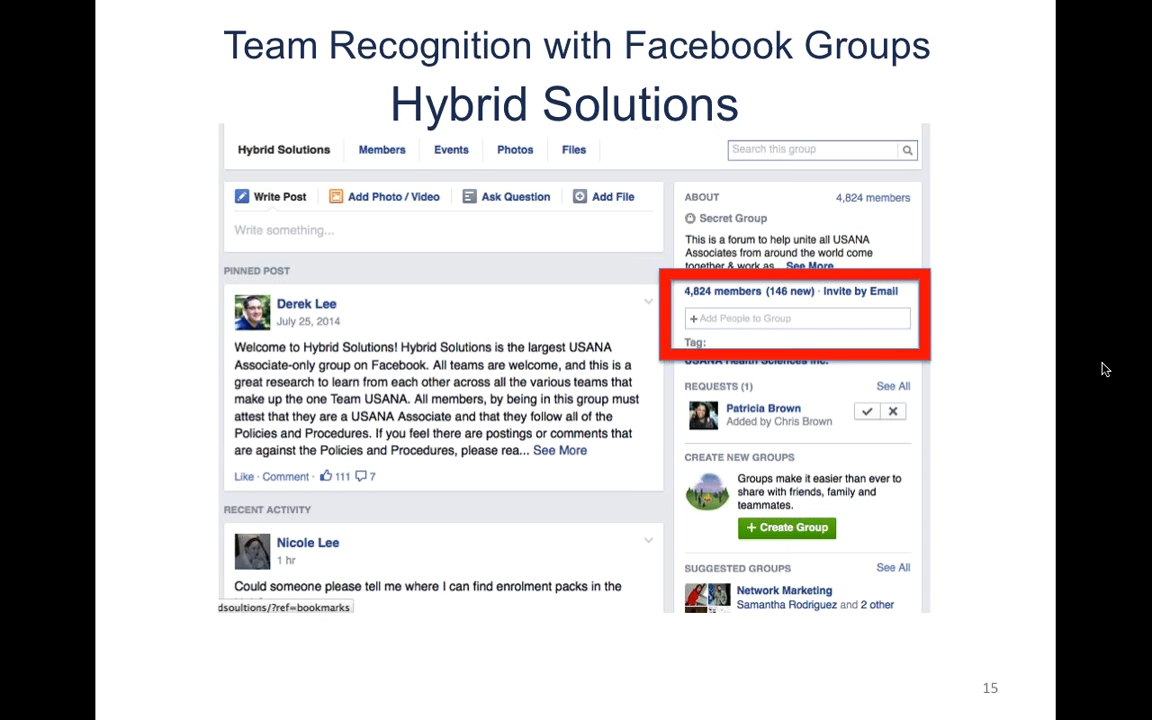 Team Recognition with Facebook Groups
Hybrid Solutions
Hybrid Solutions Members Events Photos Files Search this group
Write Post Add Photo / Video Ask Question Add File
Write something...
PINNED POST
Derek Lee
July 25, 2014
Welcome to Hybrid Solutions! Hybrid Solutions is the largest USANA
Associate-only group on Facebook. All teams are welcome, and this is a
great research to learn from each other across all the various teams that
make up the one Team USANA. All members, by being in this group must
attest that they are a USANA Associate and that they follow all of the
Policies and Procedures. If you feel there are postings or comments that
are against the Policies and Procedures, please rea... See More
Like · Comment · 111 7
RECENT ACTIVITY
Nicole Lee
1 hr
Could someone please tell me where I can find enrolment packs in the
dsoultions/?ref=bookmarks
ABOUT 4,824 members
Secret Group
This is a forum to help unite all USANA
Associates from around the world come
together & work as... See More
4,824 members (146 new) · Invite by Email
+ Add People to Group
Tag:
USANA Health Sciences Inc.
REQUESTS (1) See All
Patricia Brown
Added by Chris Brown
CREATE NEW GROUPS
Groups make it easier than ever to
share with friends, family and
teammates.
+ Create Group
SUGGESTED GROUPS See All
Network Marketing
Samantha Rodriguez and 2 other
15